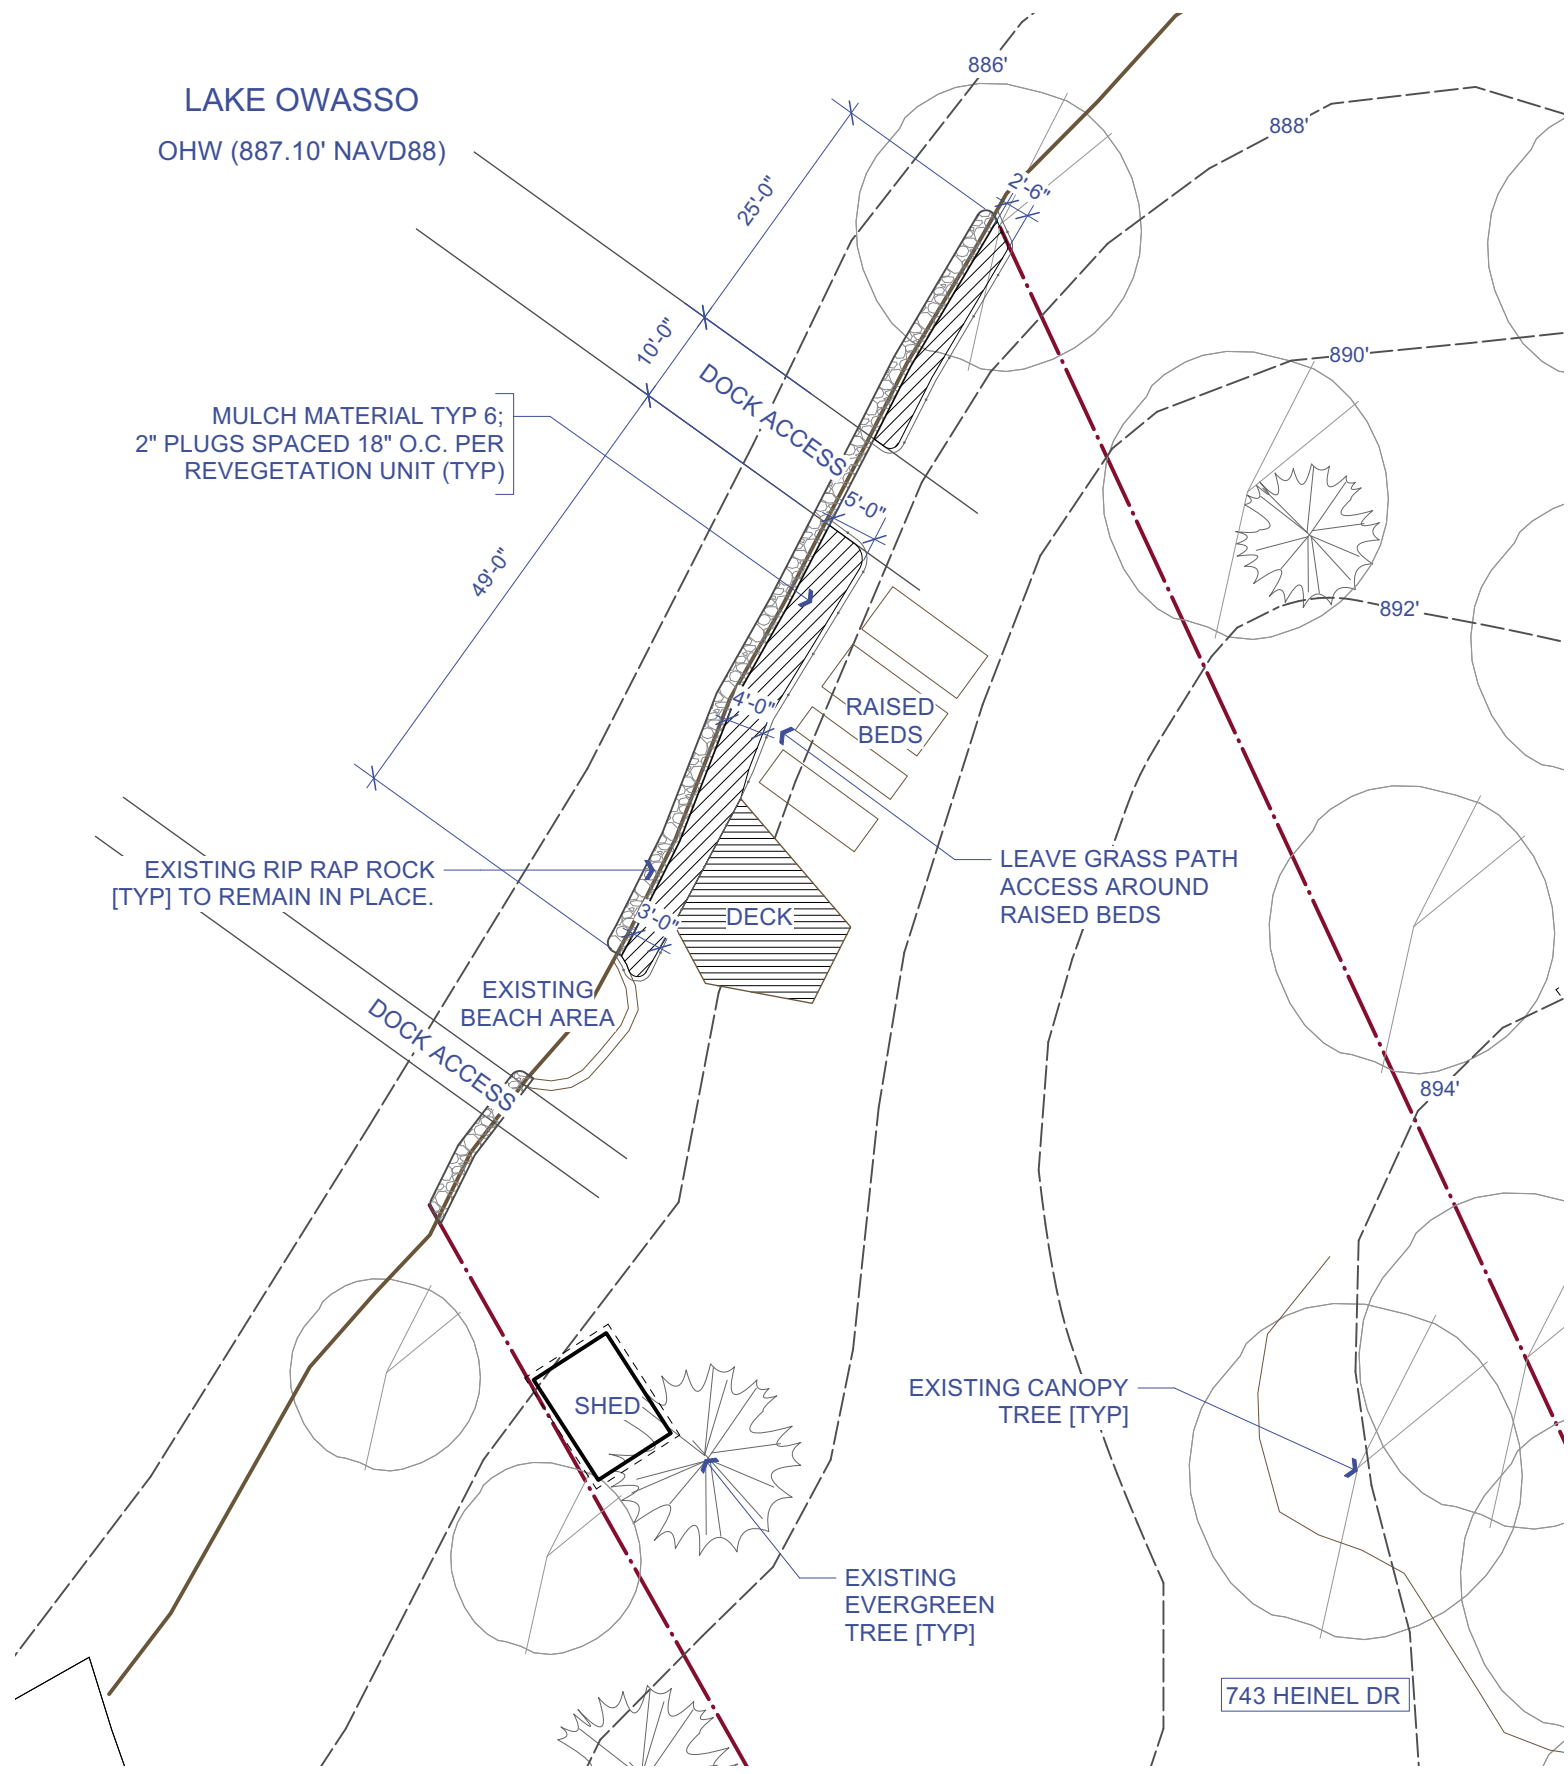 886'
LAKE OWASSO
OHW (887.10' NAVD88)
888'
2'-6"
25'-0"
10'-0"
890'
DOCK ACCESS
MULCH MATERIAL TYP 6;
2" PLUGS SPACED 18" O.C. PER
REVEGETATION UNIT (TYP)
5'-0"
49'-0"
892'
4'-0"
RAISED
BEDS
EXISTING RIP RAP ROCK
[TYP] TO REMAIN IN PLACE.
LEAVE GRASS PATH
ACCESS AROUND
RAISED BEDS
3'-0"
DECK
EXISTING
BEACH AREA
DOCK ACCESS
894'
SHED
EXISTING CANOPY
TREE [TYP]
EXISTING
EVERGREEN
TREE [TYP]
743 HEINEL DR